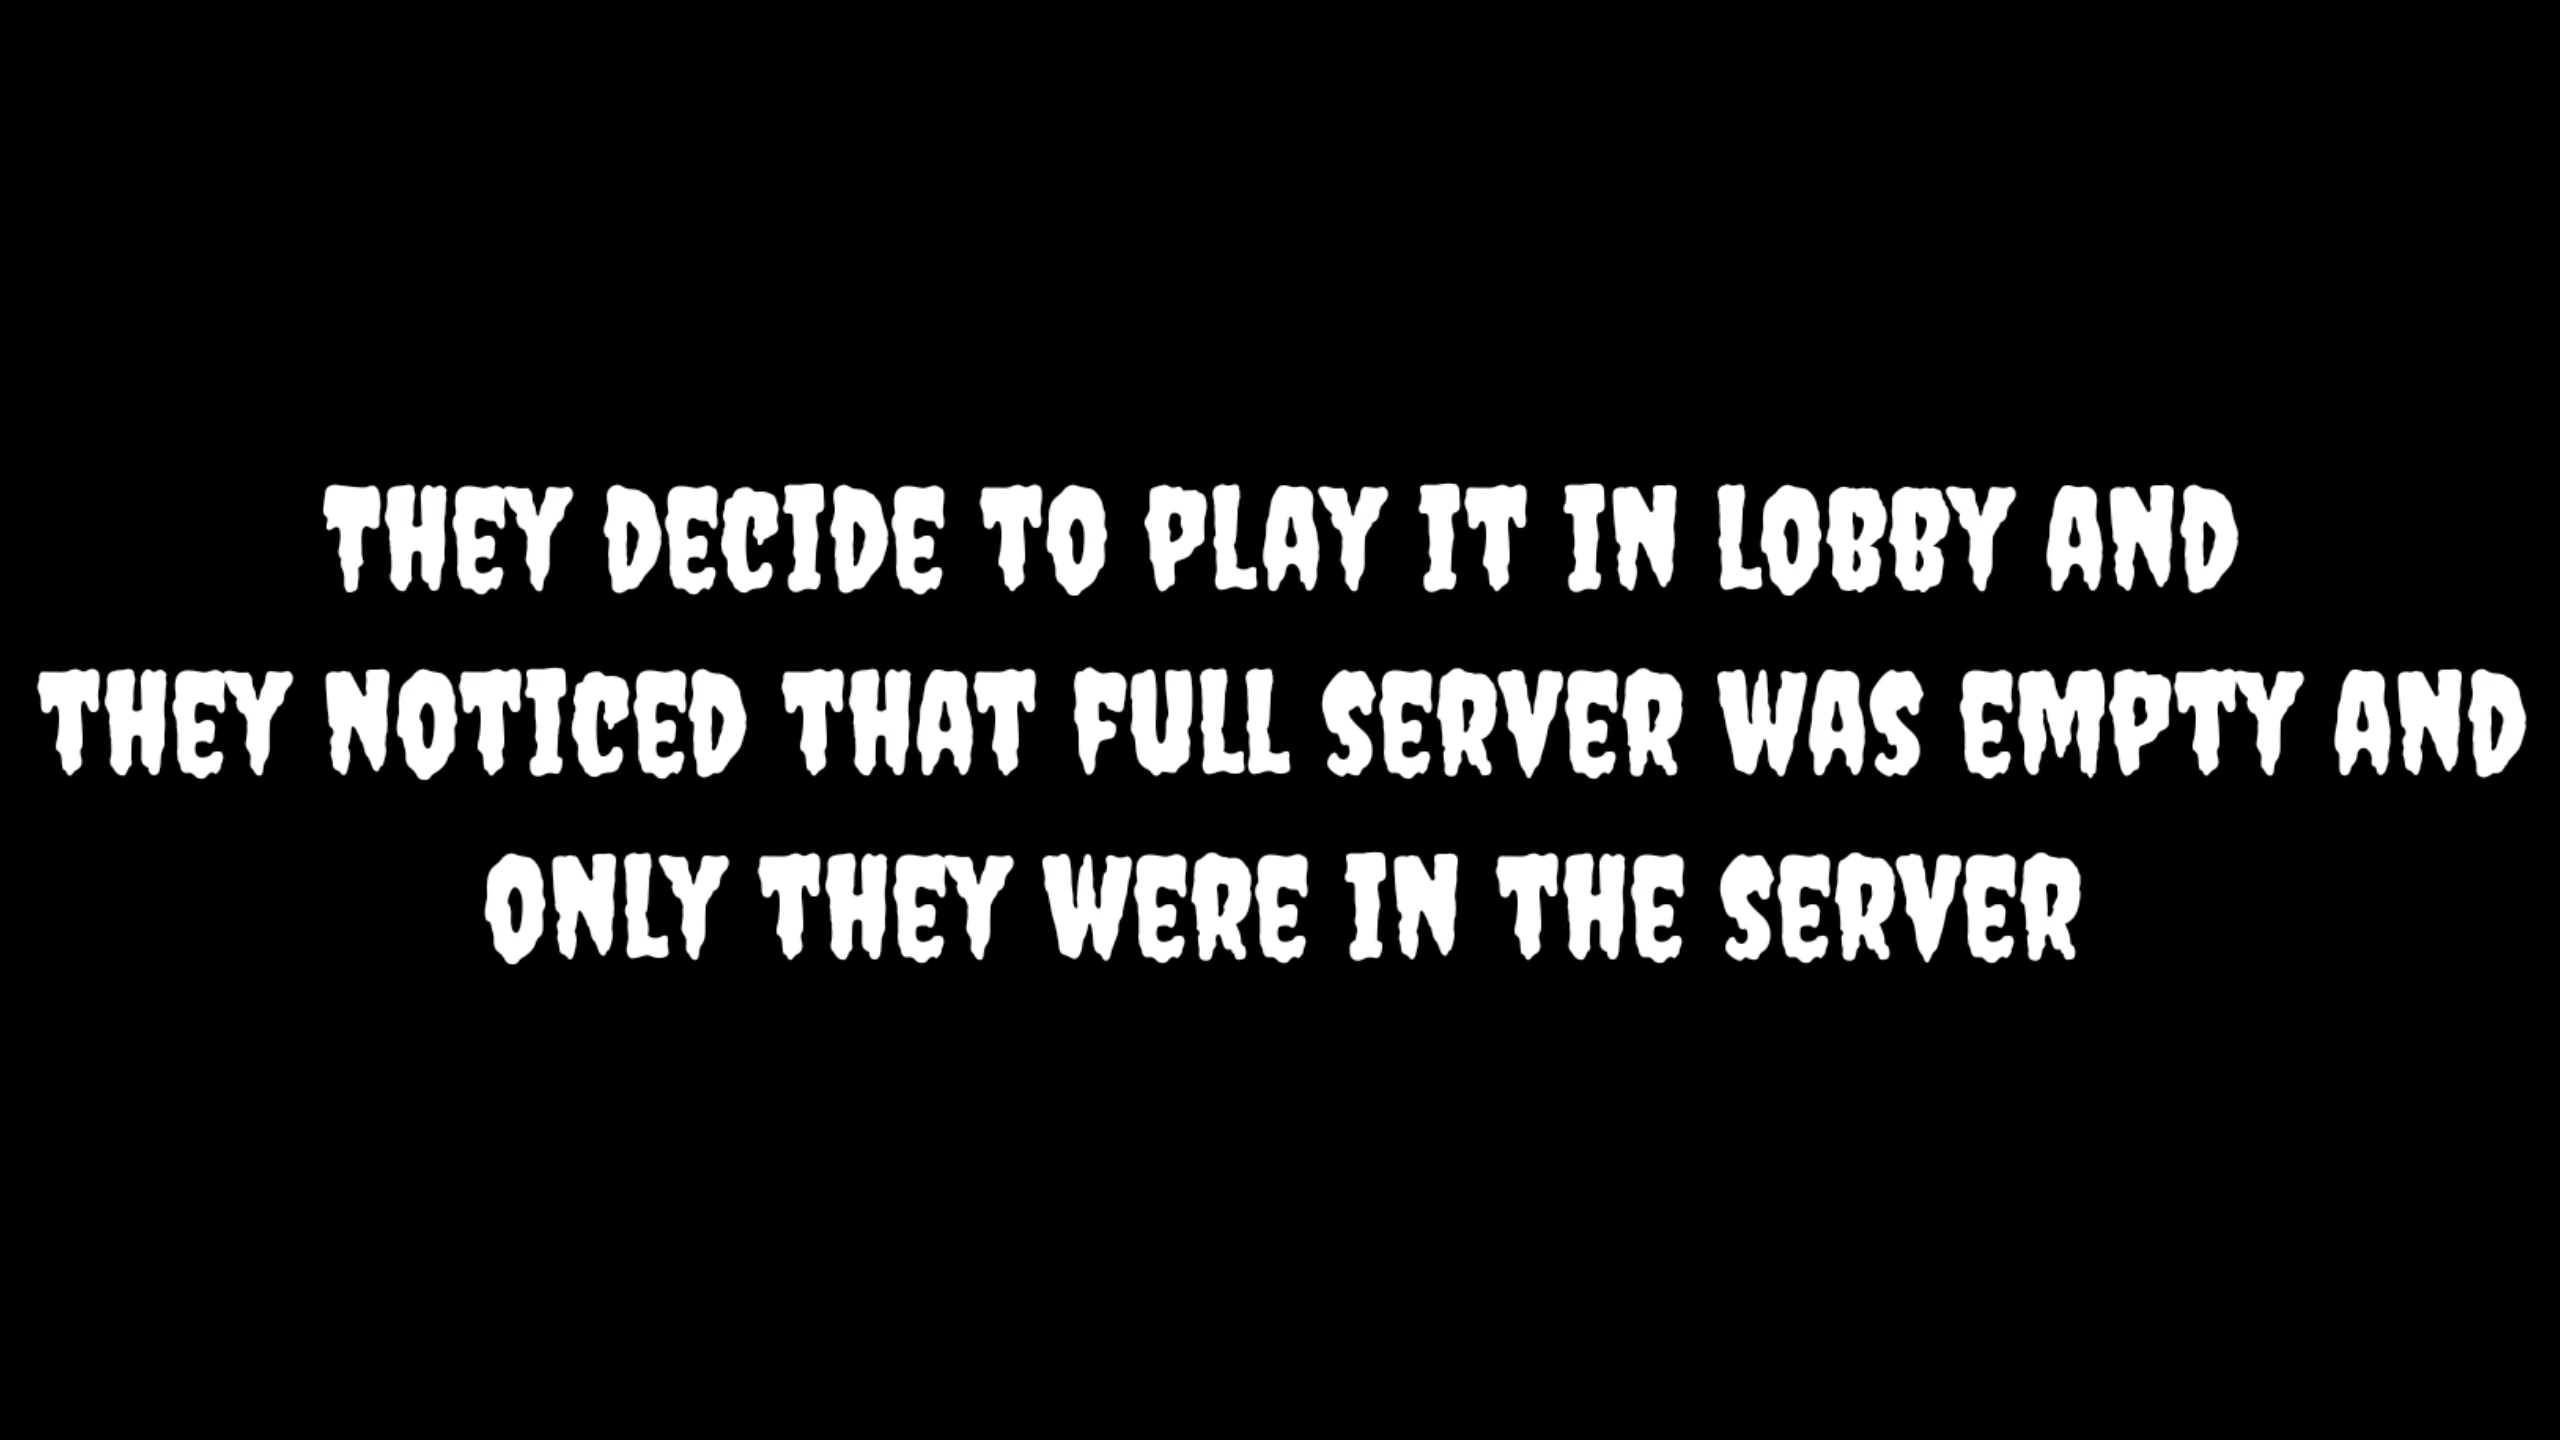 THEY DECIDE TO PLAY IT IN LOBBY AND
THEY NOTICED THAT FULL SERVER WAS EMPTY AND
ONLY THEY WERE IN THE SERVER